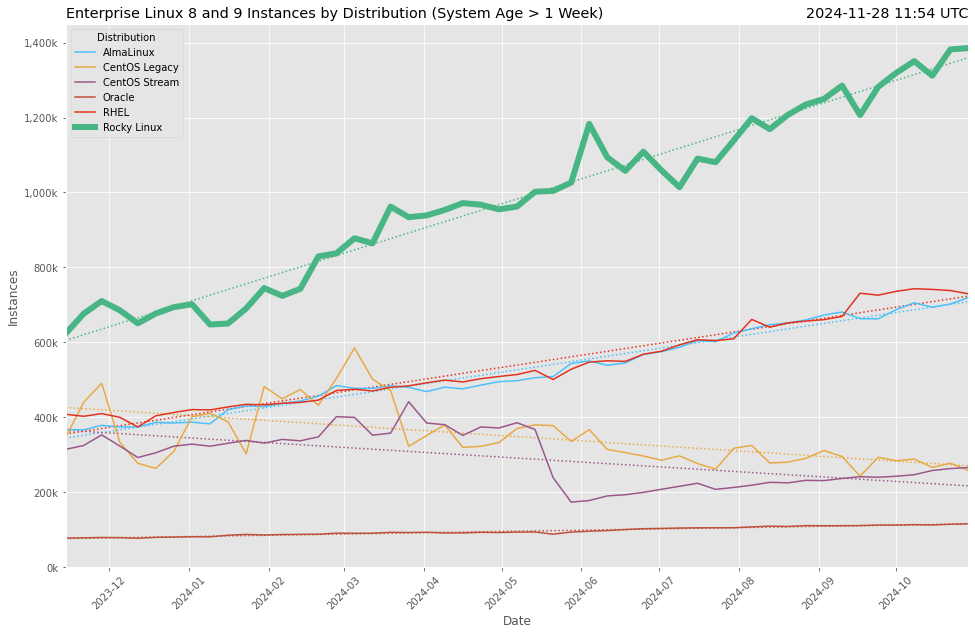 Enterprise Linux 8 and 9 Instances by Distribution (System Age > 1 Week)
2024-11-28 11:54 UTC
Distribution
AlmaLinux
CentOS Legacy
CentOS Stream
Oracle
RHEL
Rocky Linux
1,400k
1,200k
1,000k
800k
600k
400k
200k
0k
Instances
2023-12
2024-01
2024-02
2024-03
2024-04
2024-05
2024-06
2024-07
2024-08
2024-09
2024-10
Date